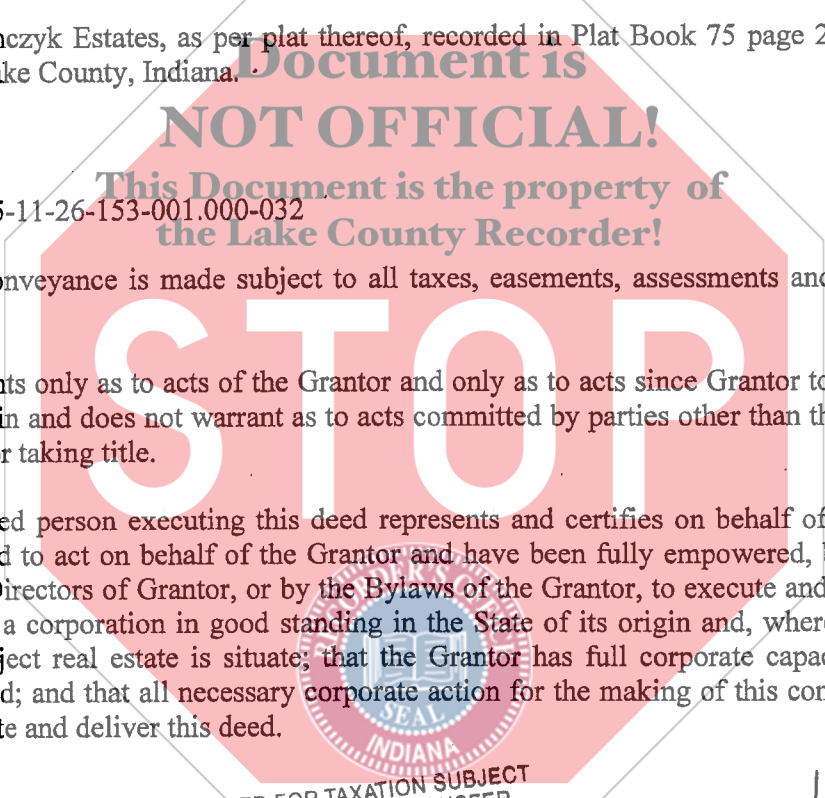 nczyk Estates, as per plat thereof, recorded in Plat Book 75 page 2
ke County, Indiana.
Document is
NOT OFFICIAL!
This Document is the property of
5-11-26-153-001.000-032
the Lake County Recorder!
onveyance is made subject to all taxes, easements, assessments and
STOP
nts only as to acts of the Grantor and only as to acts since Grantor to
in and does not warrant as to acts committed by parties other than th
r taking title.
ed person executing this deed represents and certifies on behalf of
d to act on behalf of the Grantor and have been fully empowered,
Directors of Grantor, or by the Bylaws of the Grantor, to execute and
a corporation in good standing in the State of its origin and, wher
ject real estate is situate; that the Grantor has full corporate capac
d; and that all necessary corporate action for the making of this con
te and deliver this deed.
SEAL
INDIANA
FOR TAXATION SUBJECT